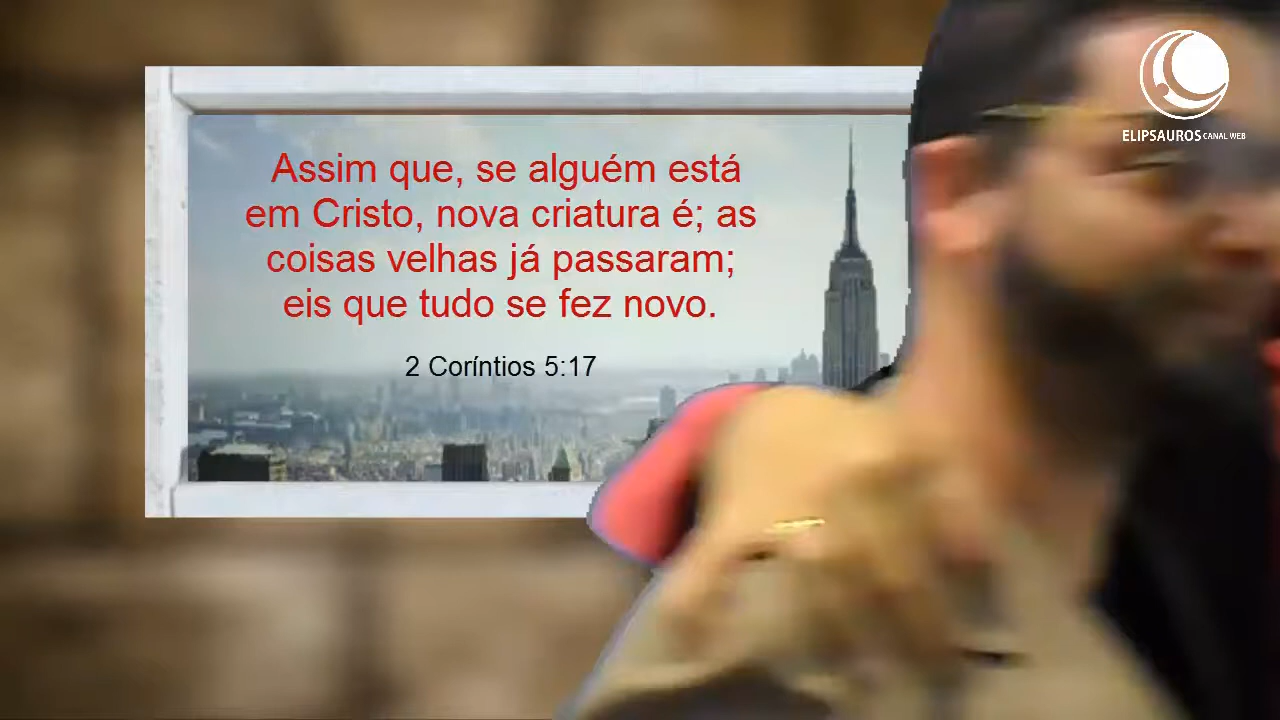 Assim que, se alguém está
em Cristo, nova criatura é; as
coisas velhas já passaram;
eis que tudo se fez novo.
2 Coríntios 5:17
ELIPSAUROS CANAL WEB